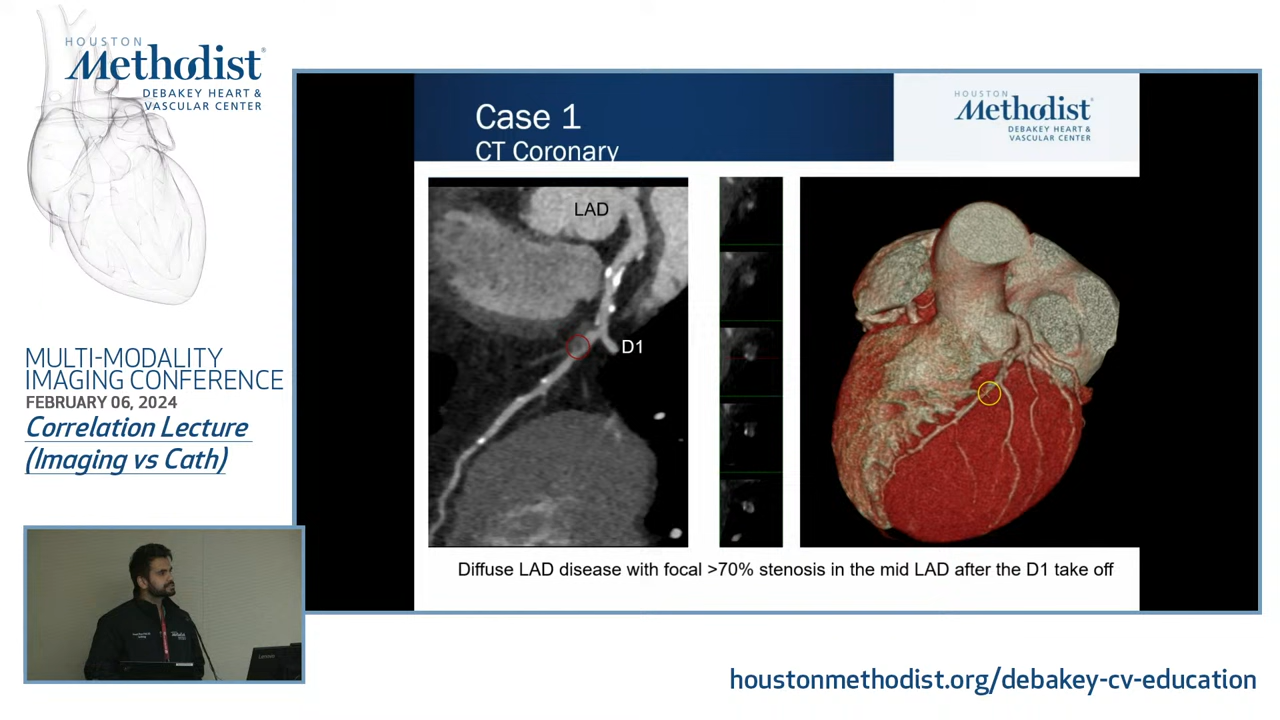 HOUSTON
Methodist®
DEBAKEY HEART &
VASCULAR CENTER
MULTI-MODALITY
IMAGING CONFERENCE
FEBRUARY 06, 2024
Correlation Lecture
(Imaging vs Cath)
Case 1
CT Coronary
HOUSTON
Methodist®
DEBAKEY HEART &
VASCULAR CENTER
LAD
D1
Diffuse LAD disease with focal >70% stenosis in the mid LAD after the D1 take off
Lenovo
houstonmethodist.org/debakey-cv-education